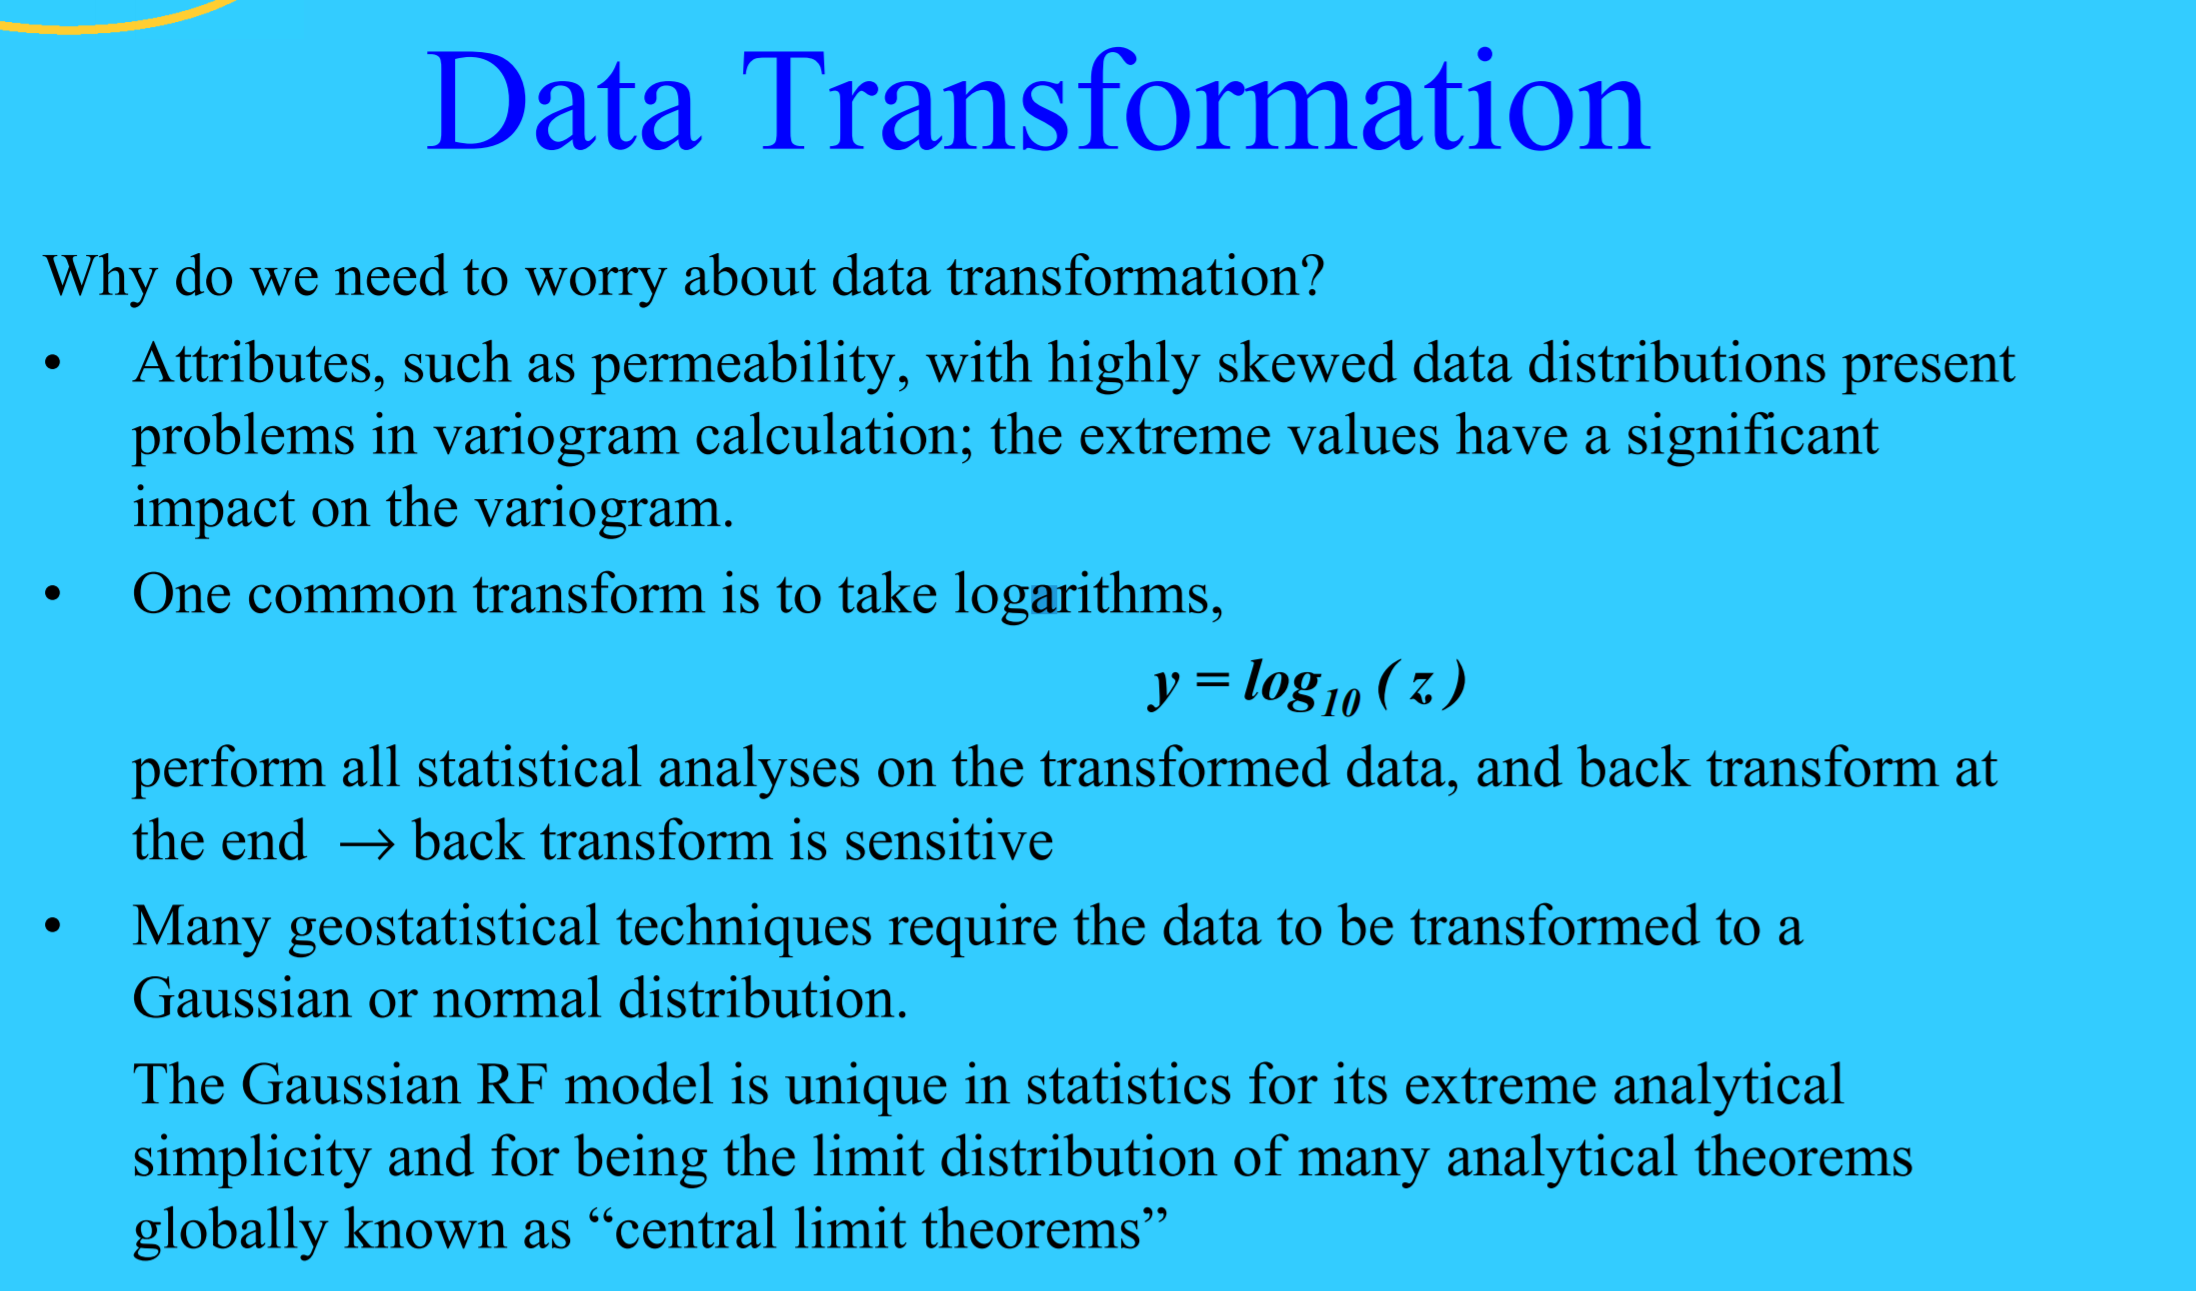 Data Transformation
Why do we need to worry about data transformation?
• Attributes, such as permeability, with highly skewed data distributions present
problems in variogram calculation; the extreme values have a significant
impact on the variogram.
• One common transform is to take logarithms,
y = log₁₀ ( z )
perform all statistical analyses on the transformed data, and back transform at
the end → back transform is sensitive
• Many geostatistical techniques require the data to be transformed to a
Gaussian or normal distribution.
The Gaussian RF model is unique in statistics for its extreme analytical
simplicity and for being the limit distribution of many analytical theorems
globally known as “central limit theorems”